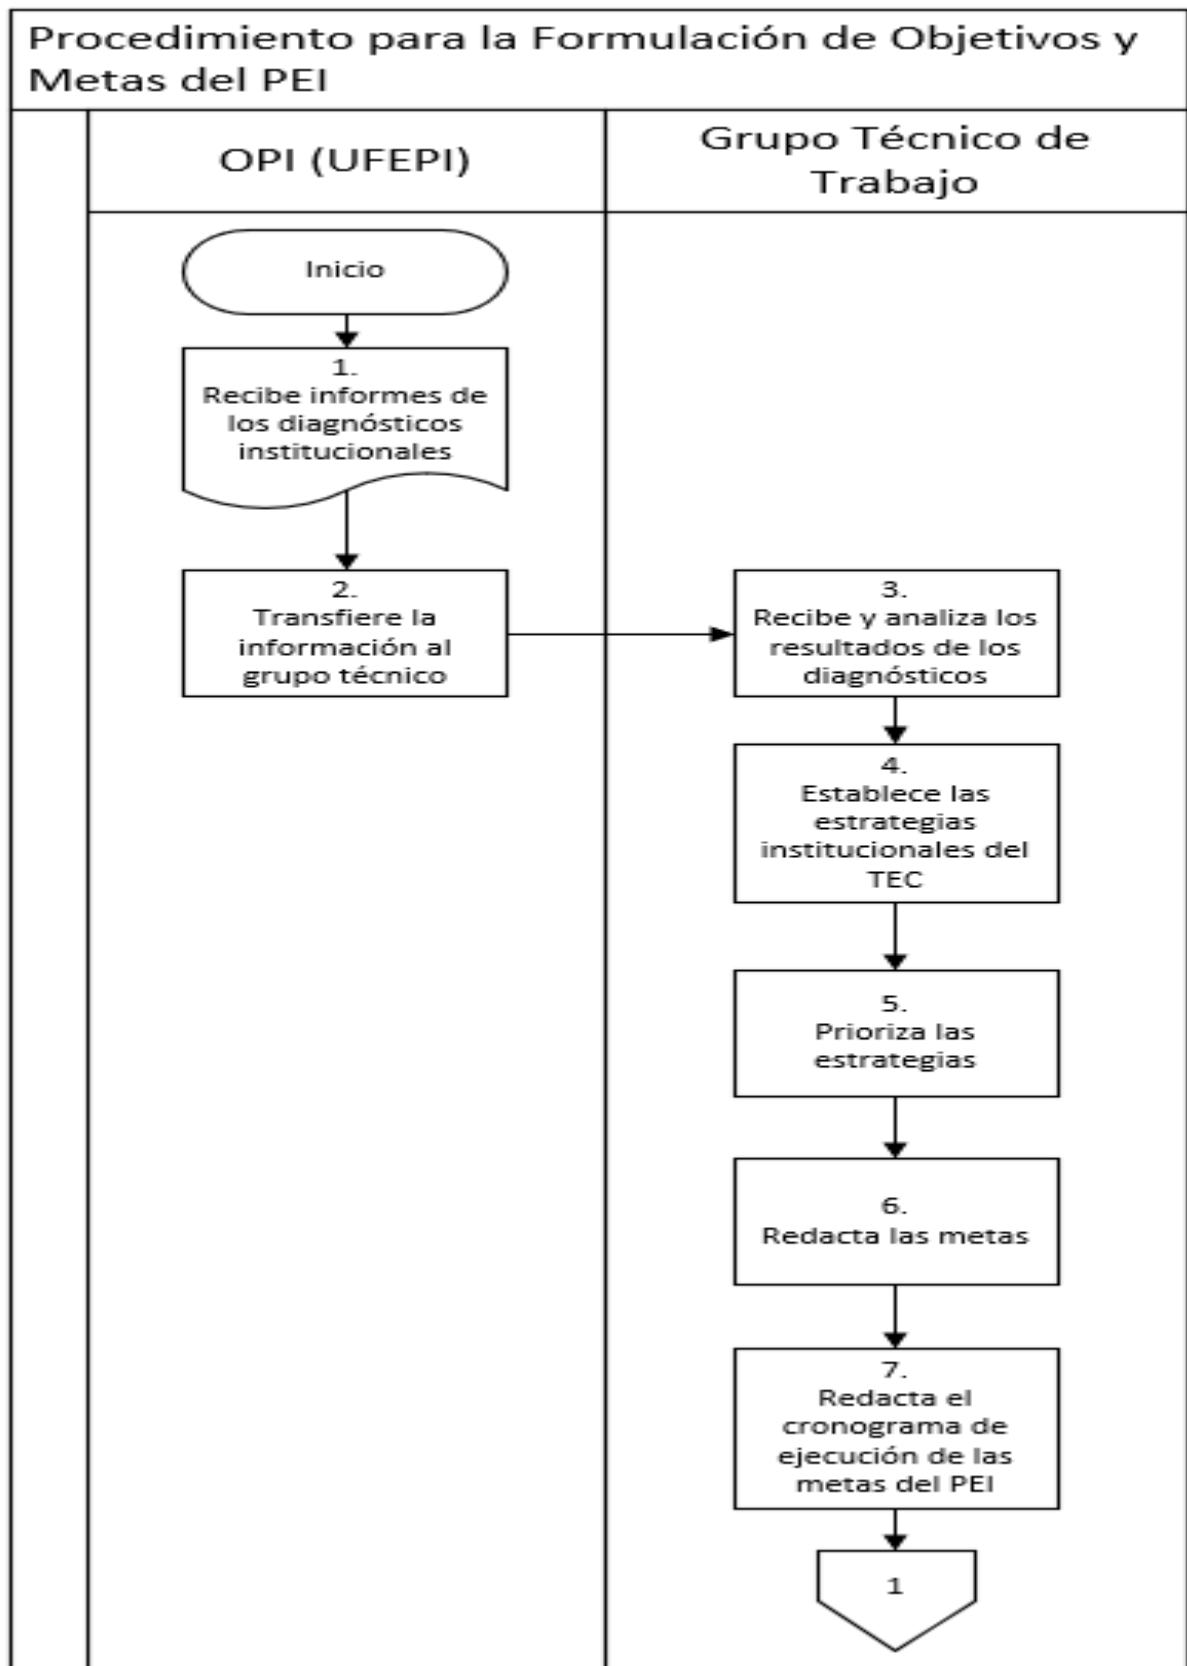 Procedimiento para la Formulación de Objetivos y
Metas del PEI
OPI (UFEPI)
Grupo Técnico de
Trabajo
Inicio
1.
Recibe informes de
los diagnósticos
institucionales
2.
Transfiere la
información al
grupo técnico
3.
Recibe y analiza los
resultados de los
diagnósticos
4.
Establece las
estrategias
institucionales del
TEC
5.
Prioriza las
estrategias
6.
Redacta las metas
7.
Redacta el
cronograma de
ejecución de las
metas del PEI
1